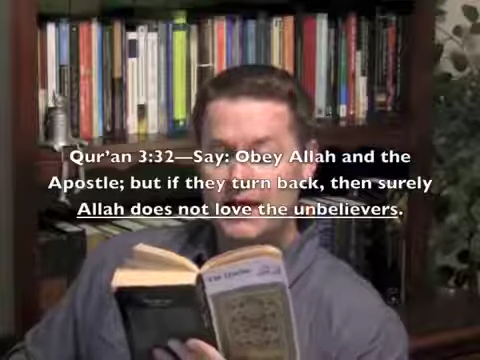 Qur'an 3:32—Say: Obey Allah and the
Apostle; but if they turn back, then surely
Allah does not love the unbelievers.